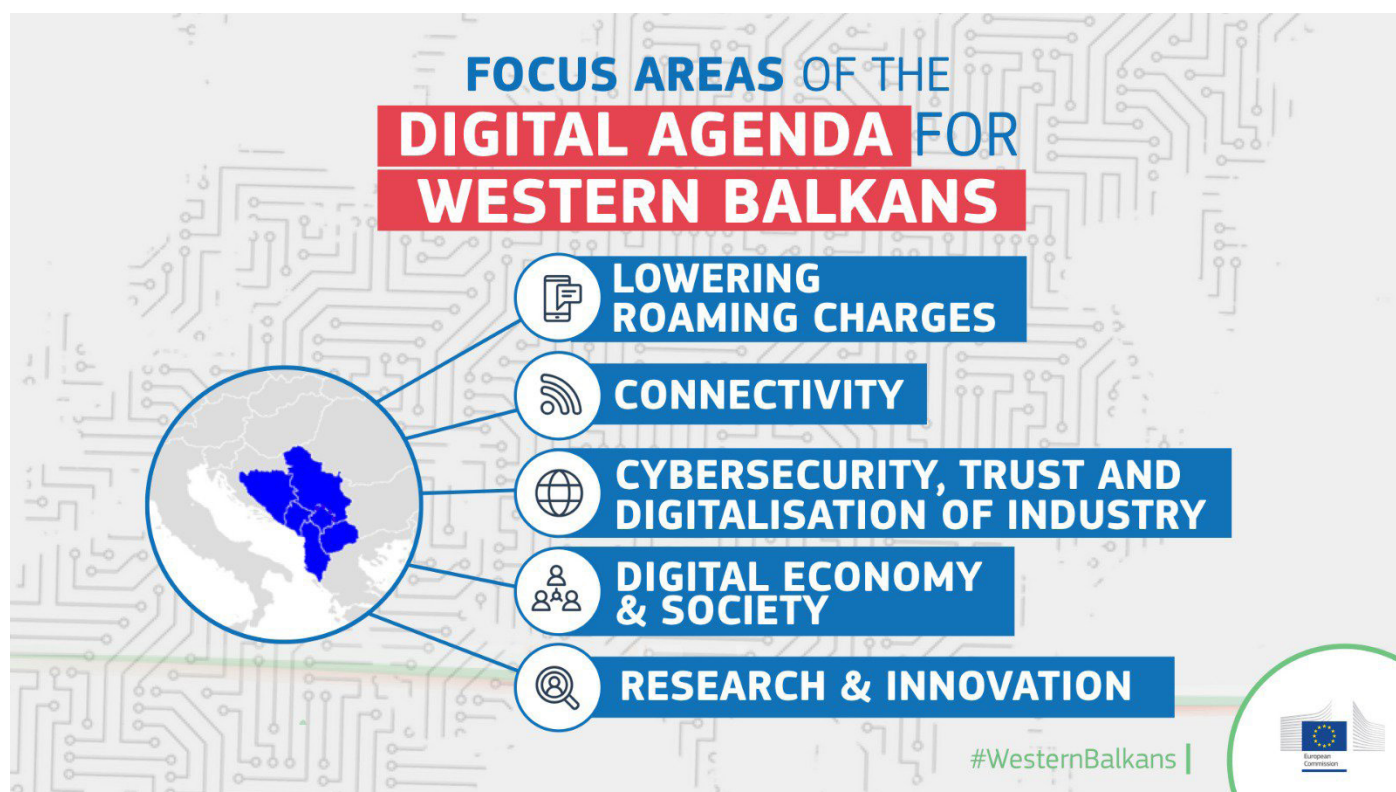 FOCUS AREAS OF THE
DIGITAL AGENDA FOR
WESTERN BALKANS
LOWERING
ROAMING CHARGES
CONNECTIVITY
CYBERSECURITY, TRUST AND
DIGITALISATION OF INDUSTRY
DIGITAL ECONOMY
& SOCIETY
RESEARCH & INNOVATION
#WesternBalkans
European
Commission